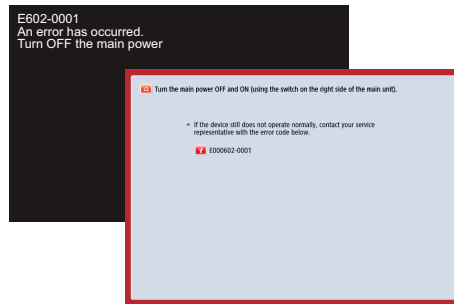 E602-0001
An error has occurred.
Turn OFF the main power
Turn the main power OFF and ON (using the switch on the right side of the main unit).
If the device still does not operate normally, contact your service
representative with the error code below.
E000602-0001